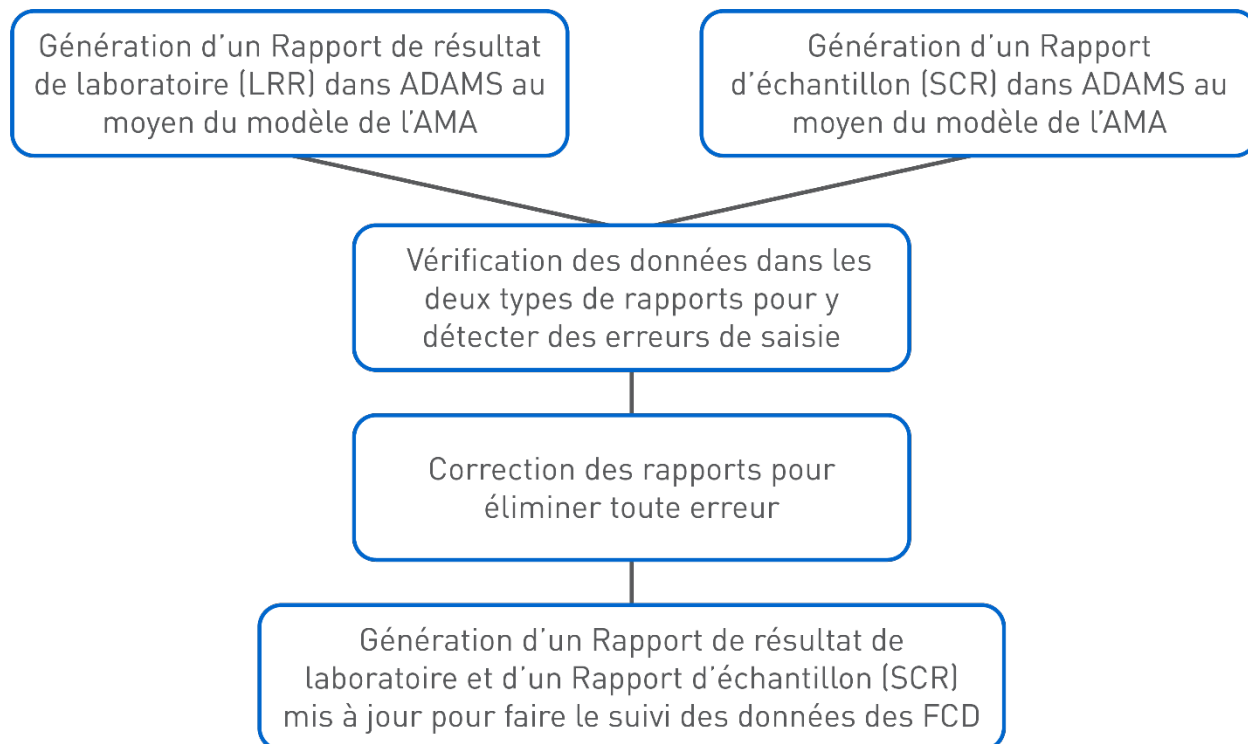 Génération d’un Rapport de résultat
de laboratoire (LRR) dans ADAMS au
moyen du modèle de l’AMA
Génération d’un Rapport
d’échantillon (SCR) dans ADAMS au
moyen du modèle de l’AMA
Vérification des données dans les
deux types de rapports pour y
détecter des erreurs de saisie
Correction des rapports pour
éliminer toute erreur
Génération d’un Rapport de résultat de
laboratoire et d’un Rapport d’échantillon (SCR)
mis à jour pour faire le suivi des données des FCD